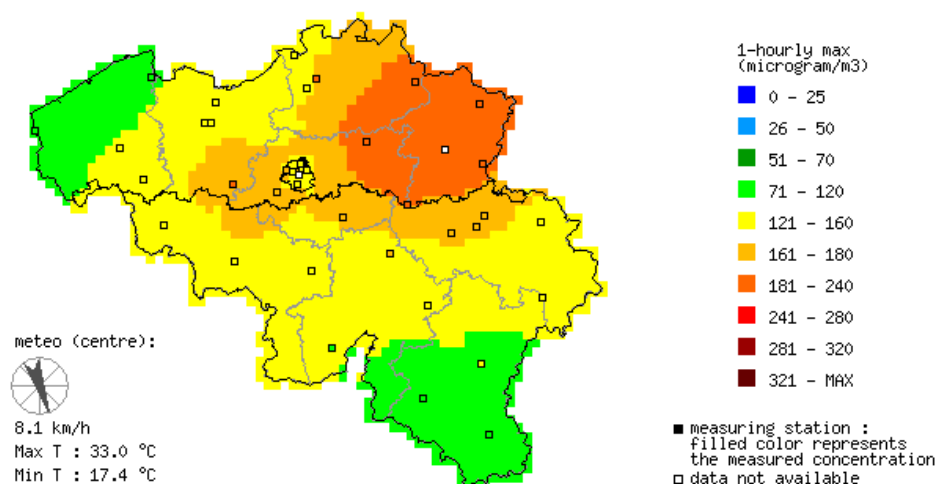 1-hourly max
(microgram/m3)
0 - 25
26 - 50
51 - 70
71 - 120
121 - 160
161 - 180
181 - 240
241 - 280
281 - 320
321 - MAX
meteo (centre):
8.1 km/h
Max T : 33.0 °C
Min T : 17.4 °C
measuring station :
filled color represents
the measured concentration
data not available